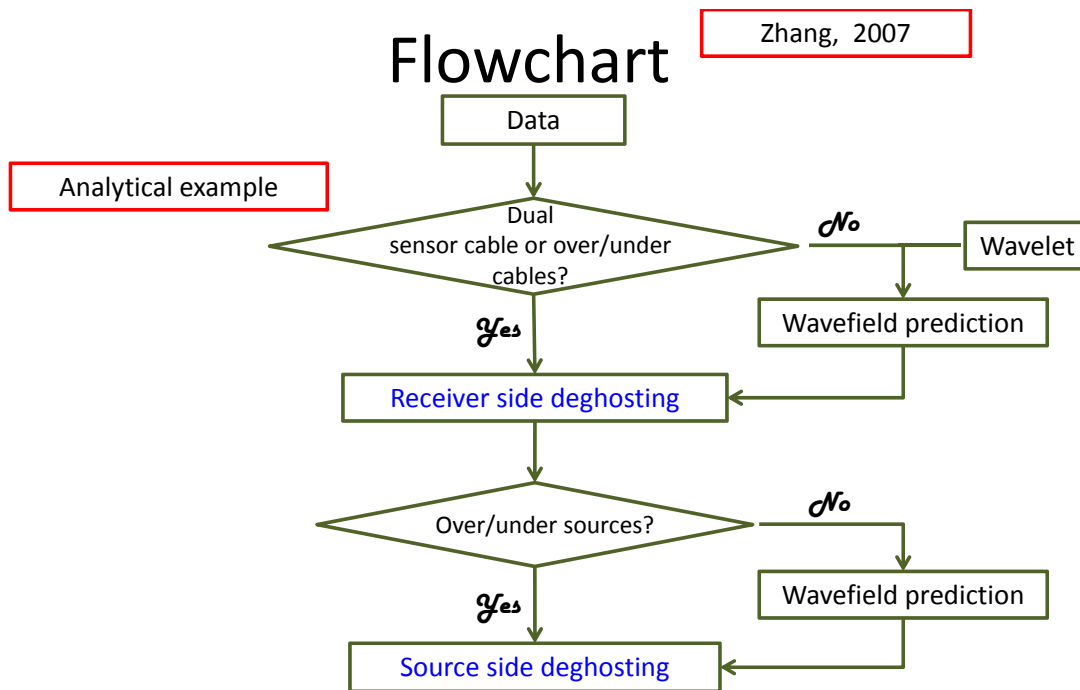 Zhang, 2007
Flowchart
Data
Analytical example
Dual
sensor cable or over/under
cables?
No
Wavelet
Yes
Wavefield prediction
Receiver side deghosting
Over/under sources?
No
Yes
Wavefield prediction
Source side deghosting